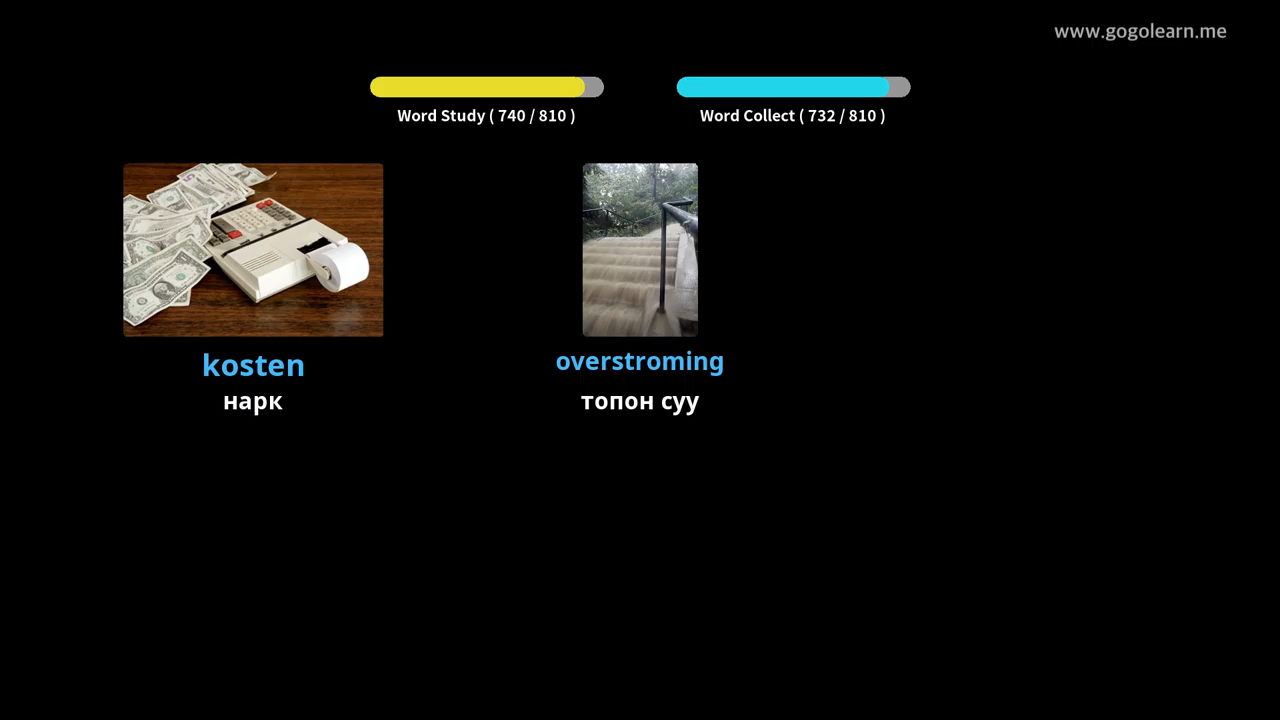 www.gogolearn.me
Word Study ( 740 / 810 )
Word Collect ( 732 / 810 )
kosten
нарк
overstroming
топон суу